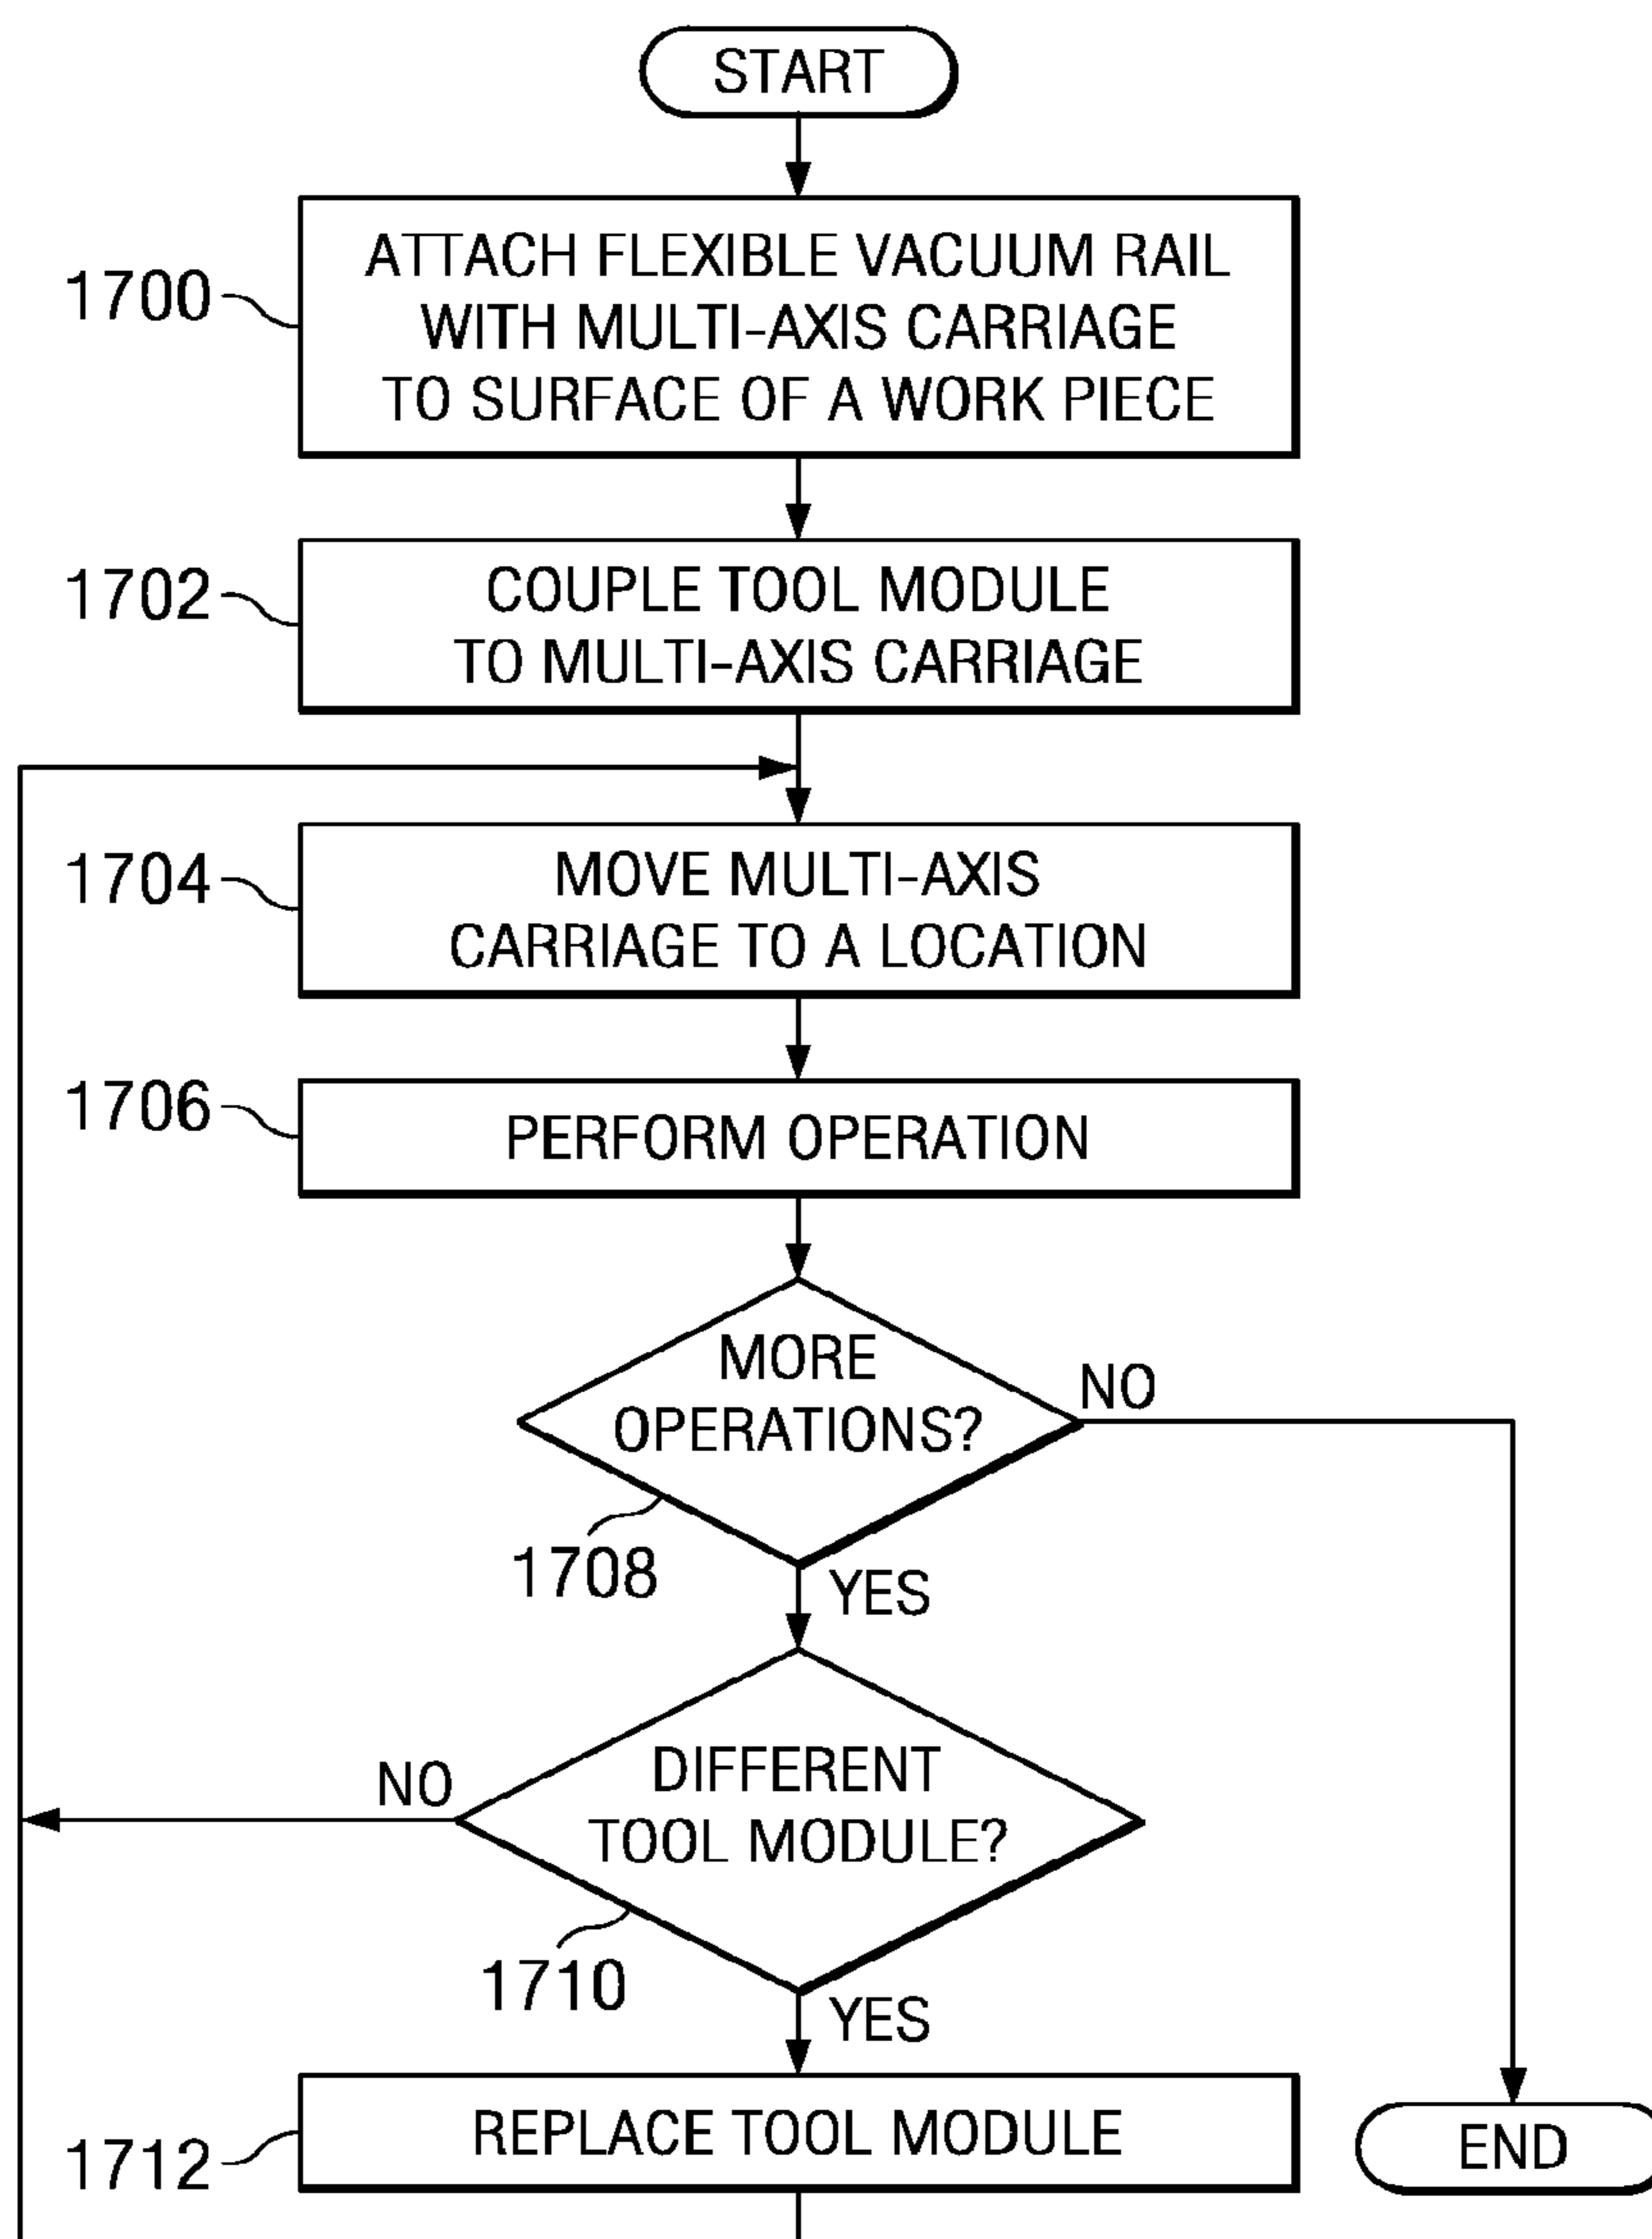 START
1700
ATTACH FLEXIBLE VACUUM RAIL
WITH MULTI-AXIS CARRIAGE
TO SURFACE OF A WORK PIECE
1702
COUPLE TOOL MODULE
TO MULTI-AXIS CARRIAGE
1704
MOVE MULTI-AXIS
CARRIAGE TO A LOCATION
1706
PERFORM OPERATION
MORE
OPERATIONS?
NO
1708
YES
DIFFERENT
TOOL MODULE?
NO
1710
YES
1712
REPLACE TOOL MODULE
END